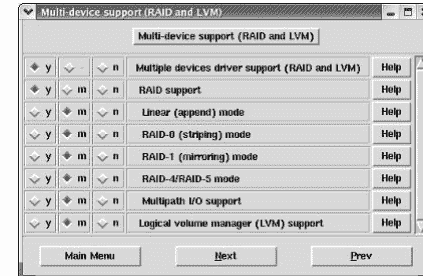 Multi-device support (RAID and LVM)
Multi-device support (RAID and LVM)
y - n Multiple devices driver support (RAID and LVM) Help
y m n RAID support Help
y m n Linear (append) mode Help
y m n RAID-0 (striping) mode Help
y m n RAID-1 (mirroring) mode Help
y m n RAID-4/RAID-5 mode Help
y m n Multipath I/O support Help
y m n Logical volume manager (LVM) support Help
Main Menu Next Prev